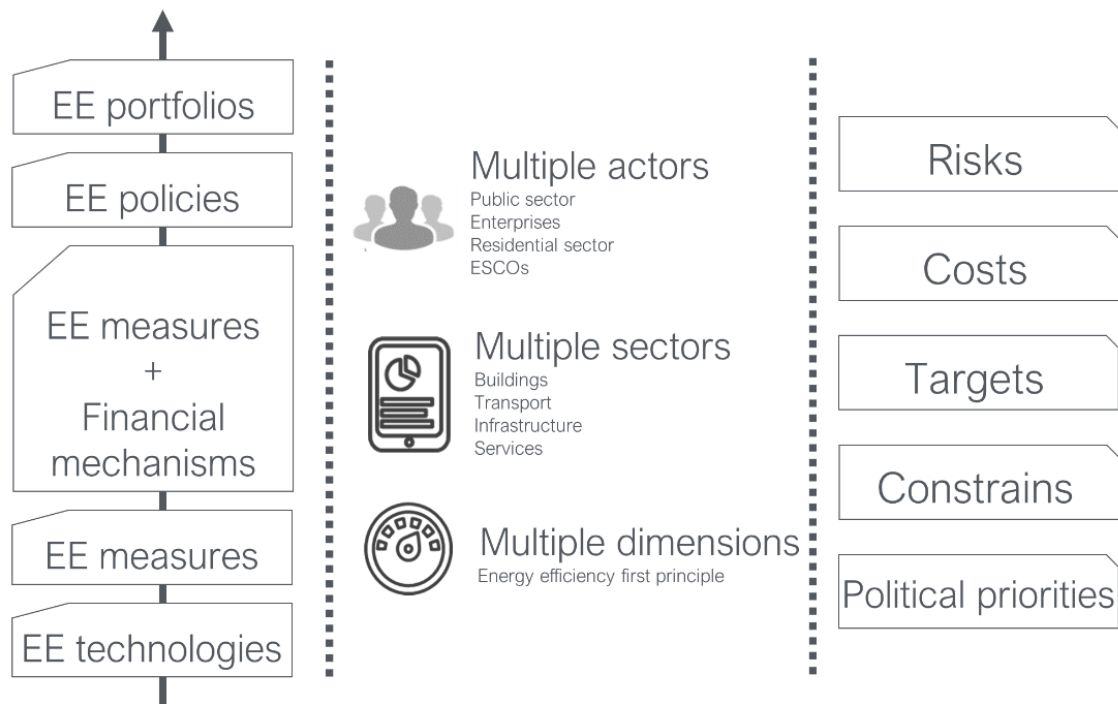 EE portfolios
EE policies
EE measures
+
Financial
mechanisms
EE measures
EE technologies
Multiple actors
Public sector
Enterprises
Residential sector
ESCOs
Multiple sectors
Buildings
Transport
Infrastructure
Services
Multiple dimensions
Energy efficiency first principle
Risks
Costs
Targets
Constrains
Political priorities